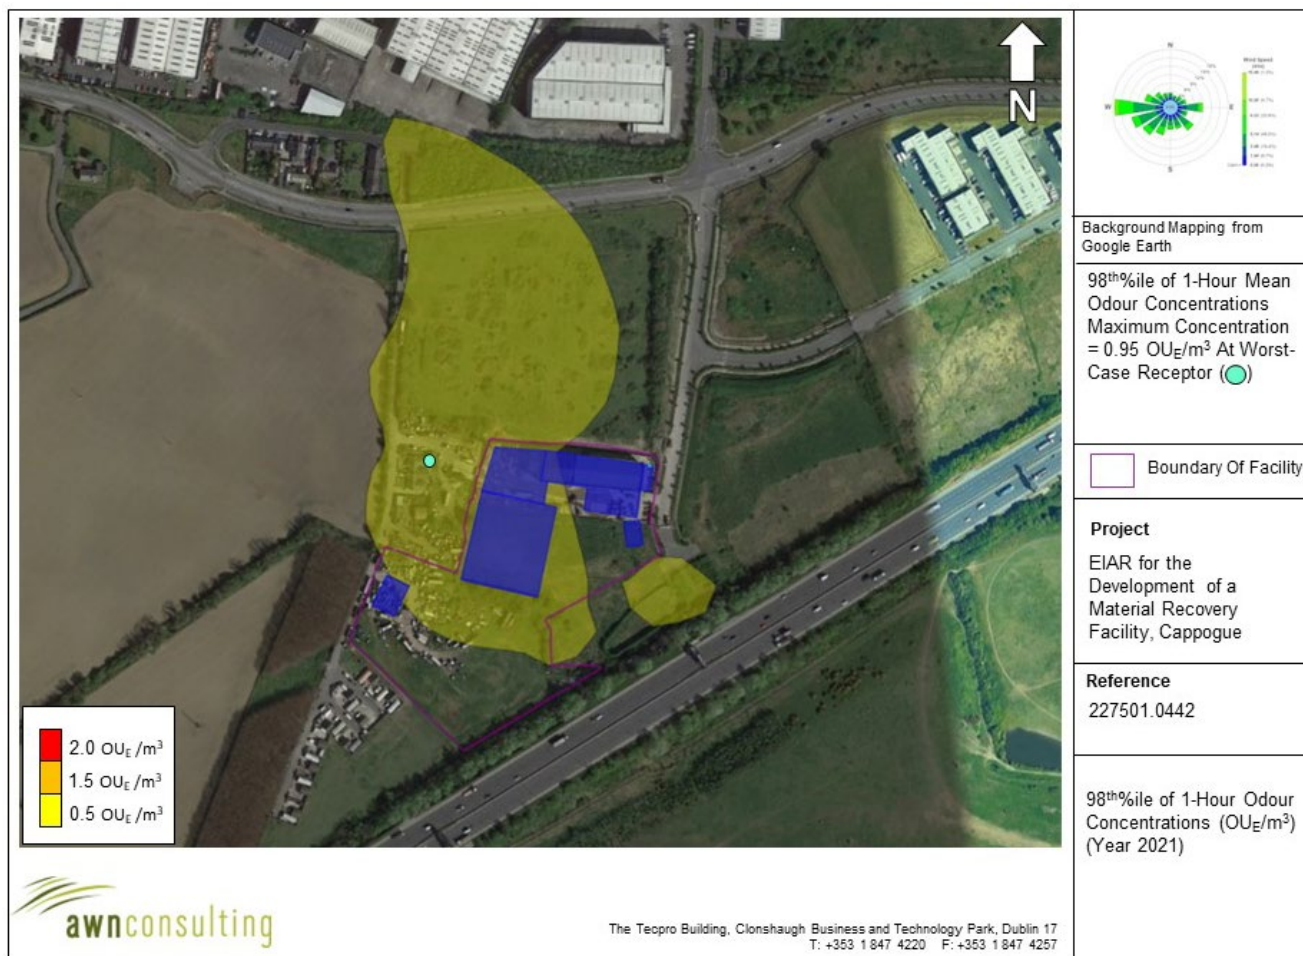 N
N
W
E
S
Wind Speed
Background Mapping from
Google Earth
98th%ile of 1-Hour Mean
Odour Concentrations
Maximum Concentration
= 0.95 OUE/m³ At Worst-
Case Receptor ( )
Boundary Of Facility
Project
EIAR for the
Development of a
Material Recovery
Facility, Cappogue
Reference
227501.0442
98th%ile of 1-Hour Odour
Concentrations (OUE/m³)
(Year 2021)
2.0 OUE /m³
1.5 OUE /m³
0.5 OUE /m³
awnconsulting
The Tecpro Building, Clonshaugh Business and Technology Park, Dublin 17
T: +353 1 847 4220 F: +353 1 847 4257